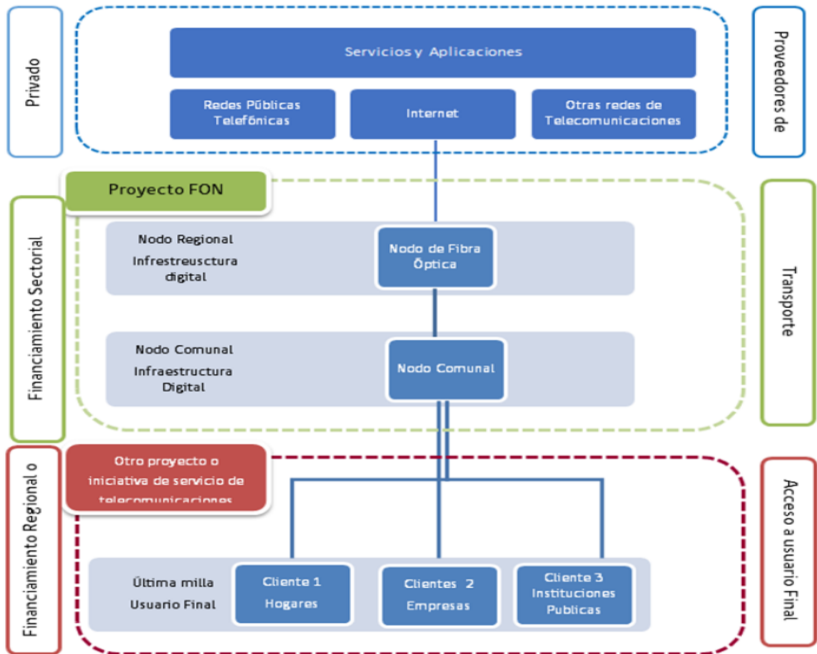 Privado
Servicios y Aplicaciones
Redes Públicas
Telefónicas
Internet
Otras redes de
Telecomunicaciones
Proveedores de
Proyecto FON
Financiamiento Sectorial
Nodo Regional
Infrestreusctura
digital
Nodo de Fibra
Óptica
Nodo Comunal
Infraestructura
Digital
Nodo Comunal
Transporte
Financiamiento Regional o
Otro proyecto o
iniciativa de servicio de
telecomunicaciones
Última milla
Usuario Final
Cliente 1
Hogares
Clientes 2
Empresas
Cliente 3
Instituciones
Publicas
Acceso a usuario Final